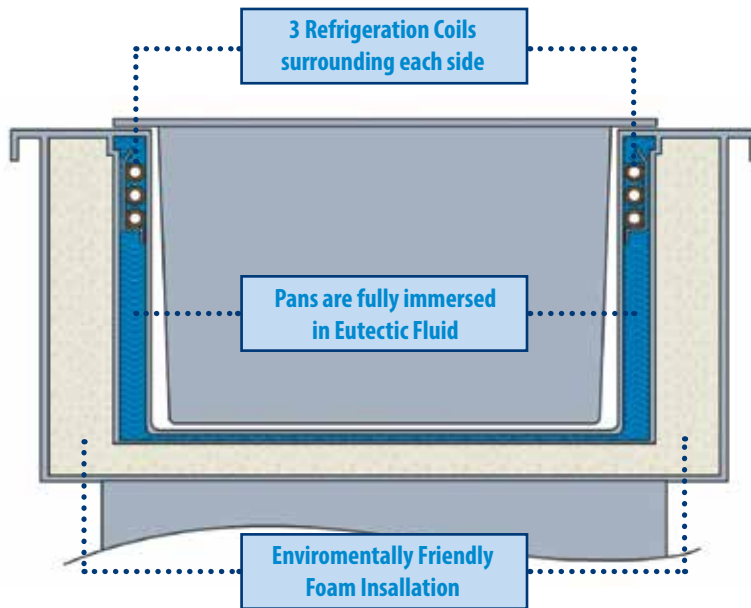 3 Refrigeration Coils
surrounding each side
Pans are fully immersed
in Eutectic Fluid
Enviromentally Friendly
Foam Insallation